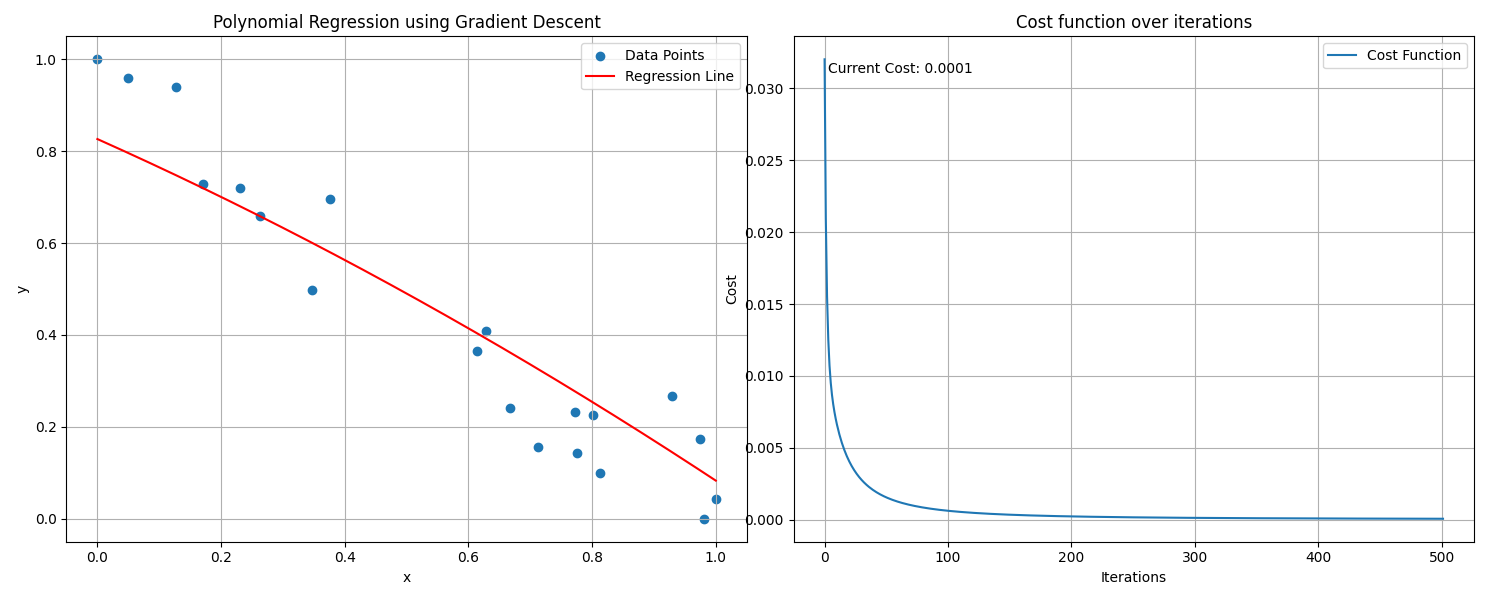 Polynomial Regression using Gradient Descent
Data Points
Regression Line
1.0
0.8
0.6
0.4
0.2
0.0
y
0.0 0.2 0.4 0.6 0.8 1.0
x
Cost function over iterations
Current Cost: 0.0001
Cost Function
0.030
0.025
0.020
0.015
0.010
0.005
0.000
Cost
0 100 200 300 400 500
Iterations